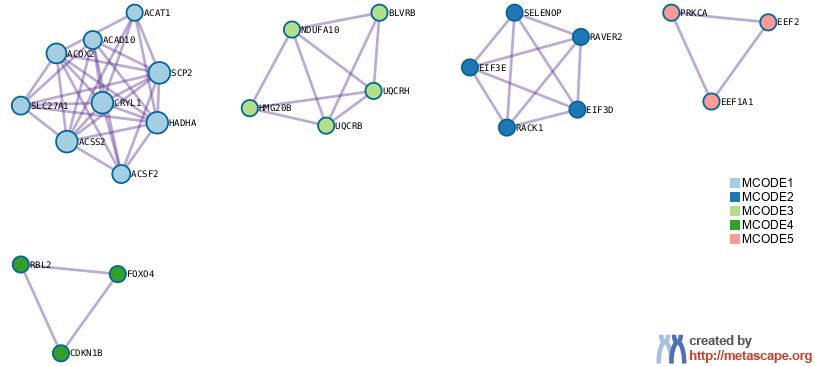 ACAT1
ACAD10
ACOX2
SCP2
SLC27A1
CRYL1
HADHA
ACSS2
ACSF2
BLVRB
NDUFA10
UQCRH
HMG20B
UQCRB
SELENOP
RAVER2
EIF3E
EIF3D
RACK1
PRKCA
EEF2
EEF1A1
MCODE1
MCODE2
MCODE3
MCODE4
MCODE5
RBL2
FOXO4
CDKN1B
created by
http://metascape.org